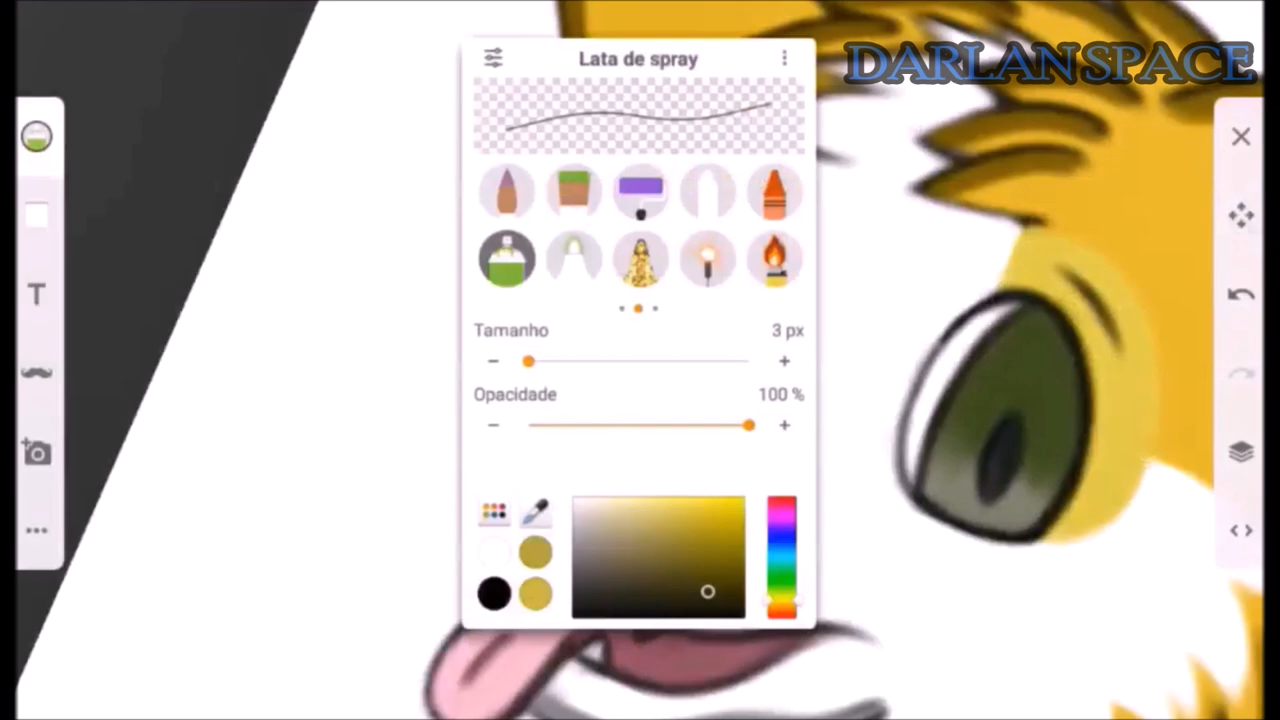 Lata de spray
DARLAN SPACE
T
Tamanho 3 px
Opacidade 100 %